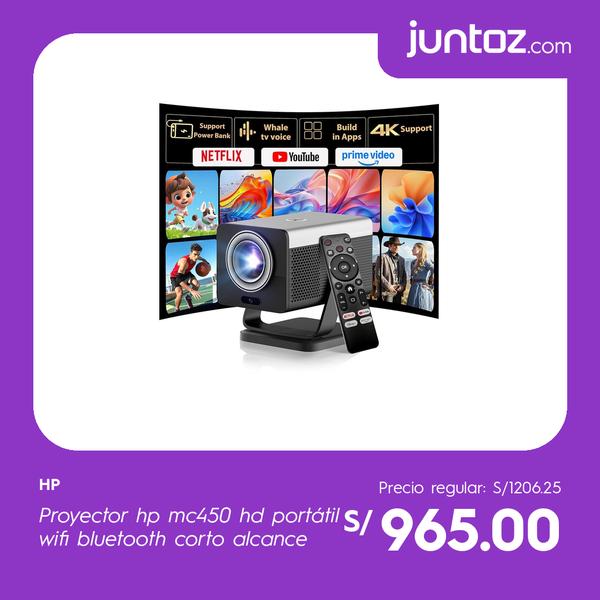 juntoz.com
Support
Power Bank
Whale
tv voice
Build
in Apps
4K Support
NETFLIX
YouTube
prime video
HP
Precio regular: S/1206.25
Proyector hp mc450 hd portátil
wifi bluetooth corto alcance
S/ 965.00